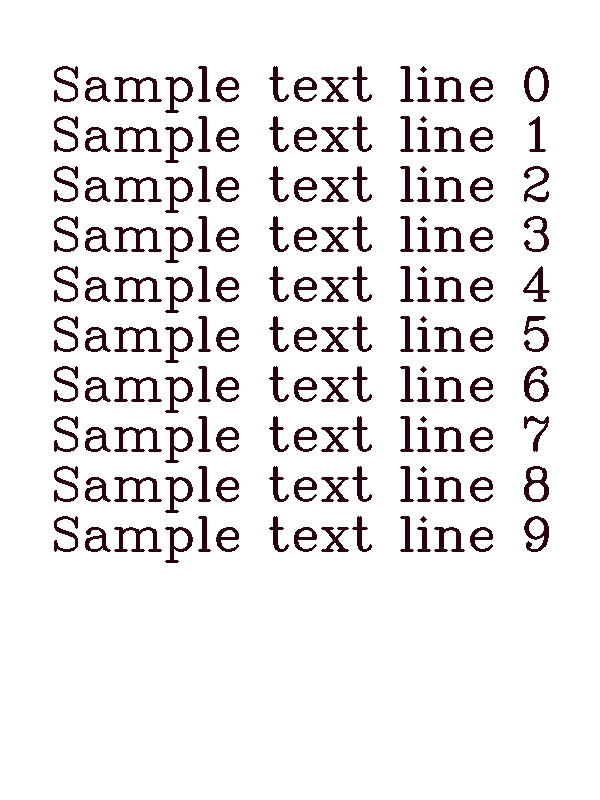 Sample text line 0
Sample text line 1
Sample text line 2
Sample text line 3
Sample text line 4
Sample text line 5
Sample text line 6
Sample text line 7
Sample text line 8
Sample text line 9